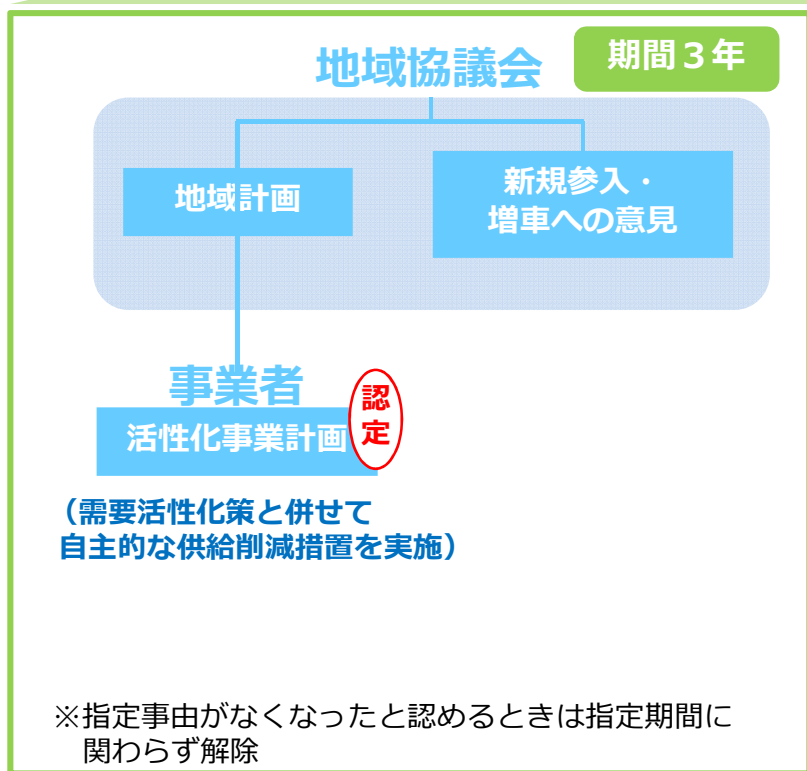 地域協議会
期間３年
地域計画
新規参入・
増車への意見
事業者
活性化事業計画
認
定
（需要活性化策と併せて
自主的な供給削減措置を実施）
※指定事由がなくなったと認めるときは指定期間に
関わらず解除